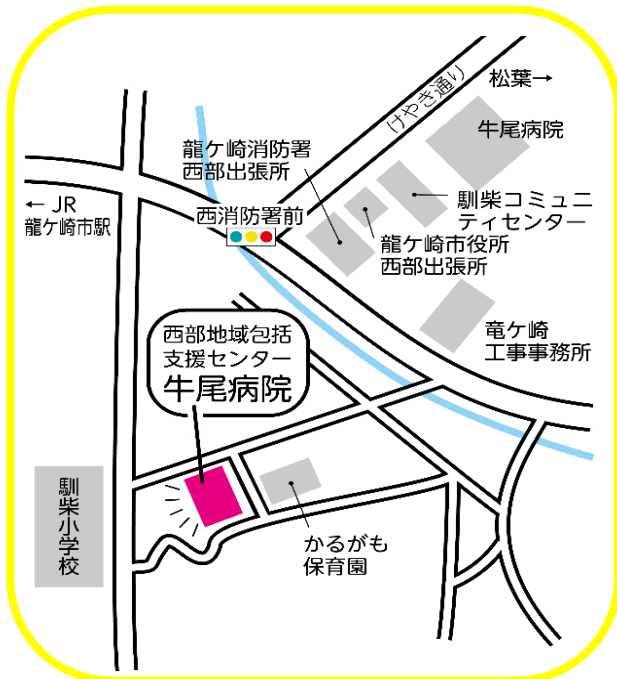 松葉→
けやき通り
牛尾病院
龍ケ崎消防署
西部出張所
馴柴コミュニ
ティセンター
← JR
龍ケ崎市駅
西消防署前
龍ケ崎市役所
西部出張所
竜ケ崎
工事事務所
西部地域包括
支援センター
牛尾病院
馴柴小学校
かるがも
保育園